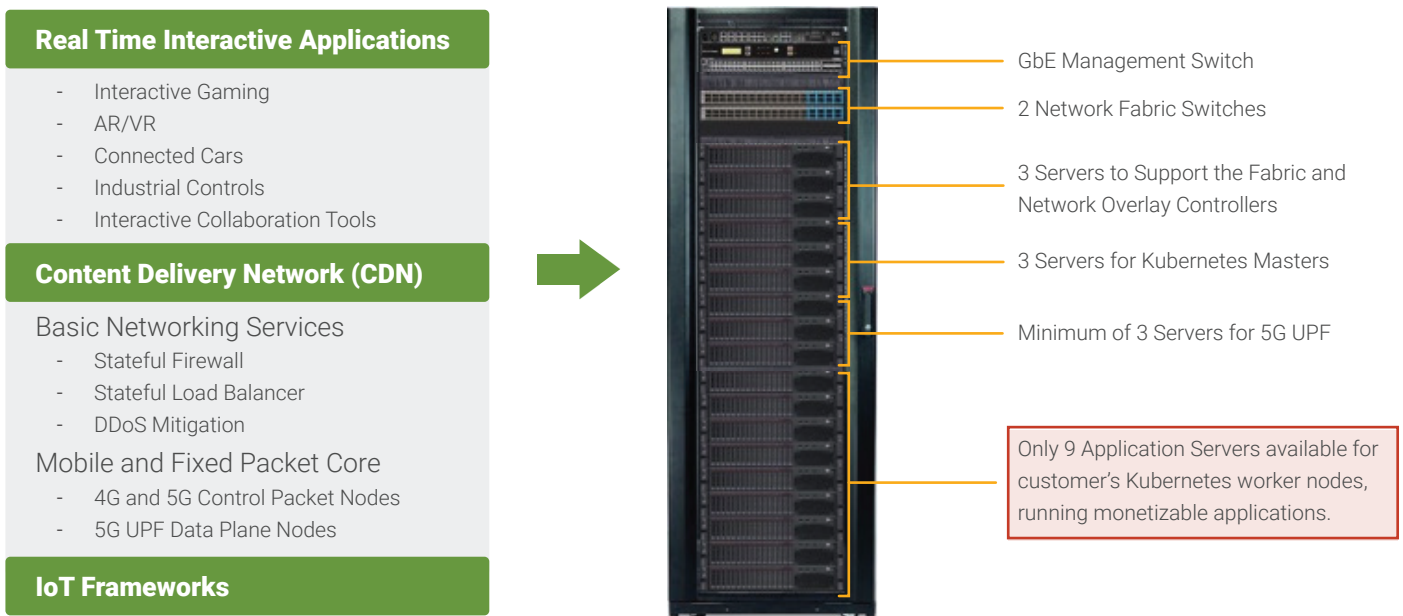 Real Time Interactive Applications
- Interactive Gaming
- AR/VR
- Connected Cars
- Industrial Controls
- Interactive Collaboration Tools
Content Delivery Network (CDN)
Basic Networking Services
- Stateful Firewall
- Stateful Load Balancer
- DDoS Mitigation
Mobile and Fixed Packet Core
- 4G and 5G Control Packet Nodes
- 5G UPF Data Plane Nodes
IoT Frameworks
GbE Management Switch
2 Network Fabric Switches
3 Servers to Support the Fabric and
Network Overlay Controllers
3 Servers for Kubernetes Masters
Minimum of 3 Servers for 5G UPF
Only 9 Application Servers available for
customer’s Kubernetes worker nodes,
running monetizable applications.